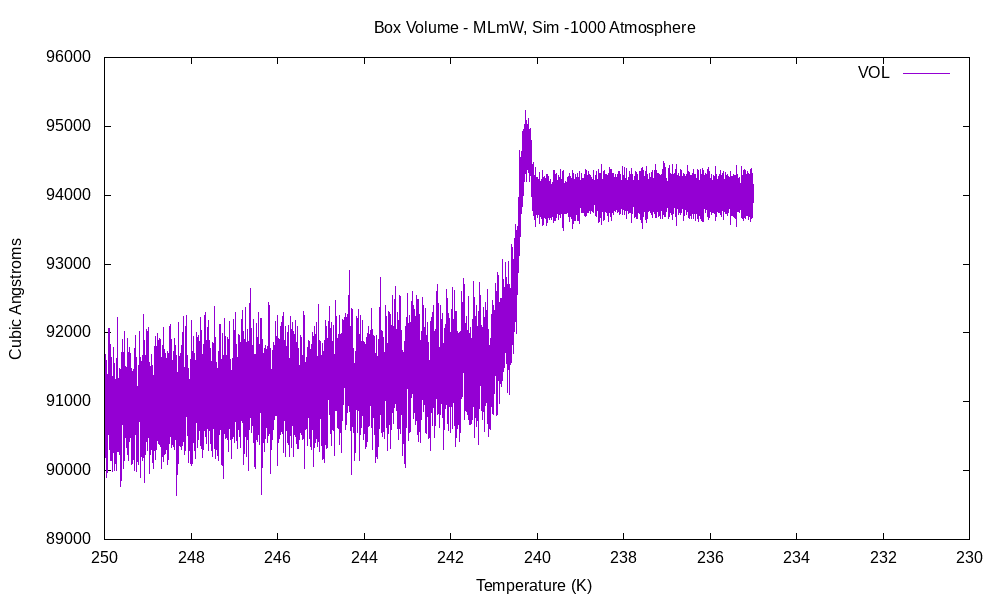 Box Volume - MLmW, Sim -1000 Atmosphere
VOL
96000
95000
94000
93000
92000
91000
90000
89000
Cubic Angstroms
250 248 246 244 242 240 238 236 234 232 230
Temperature (K)